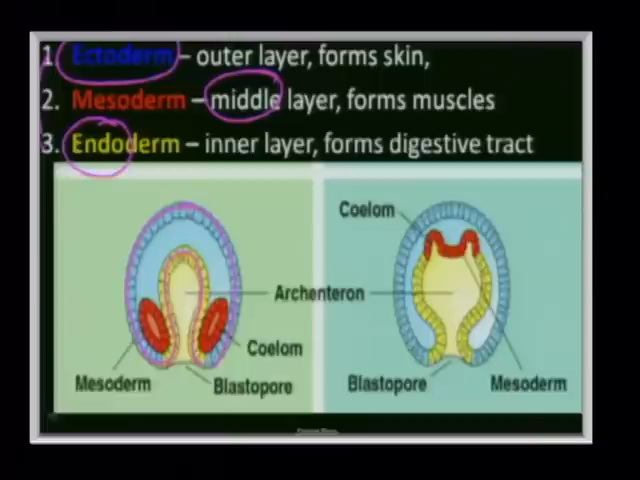 1. Ectoderm – outer layer, forms skin,
2. Mesoderm – middle layer, forms muscles
3. Endoderm – inner layer, forms digestive tract
Coelom
Archenteron
Coelom
Mesoderm
Blastopore
Blastopore
Mesoderm